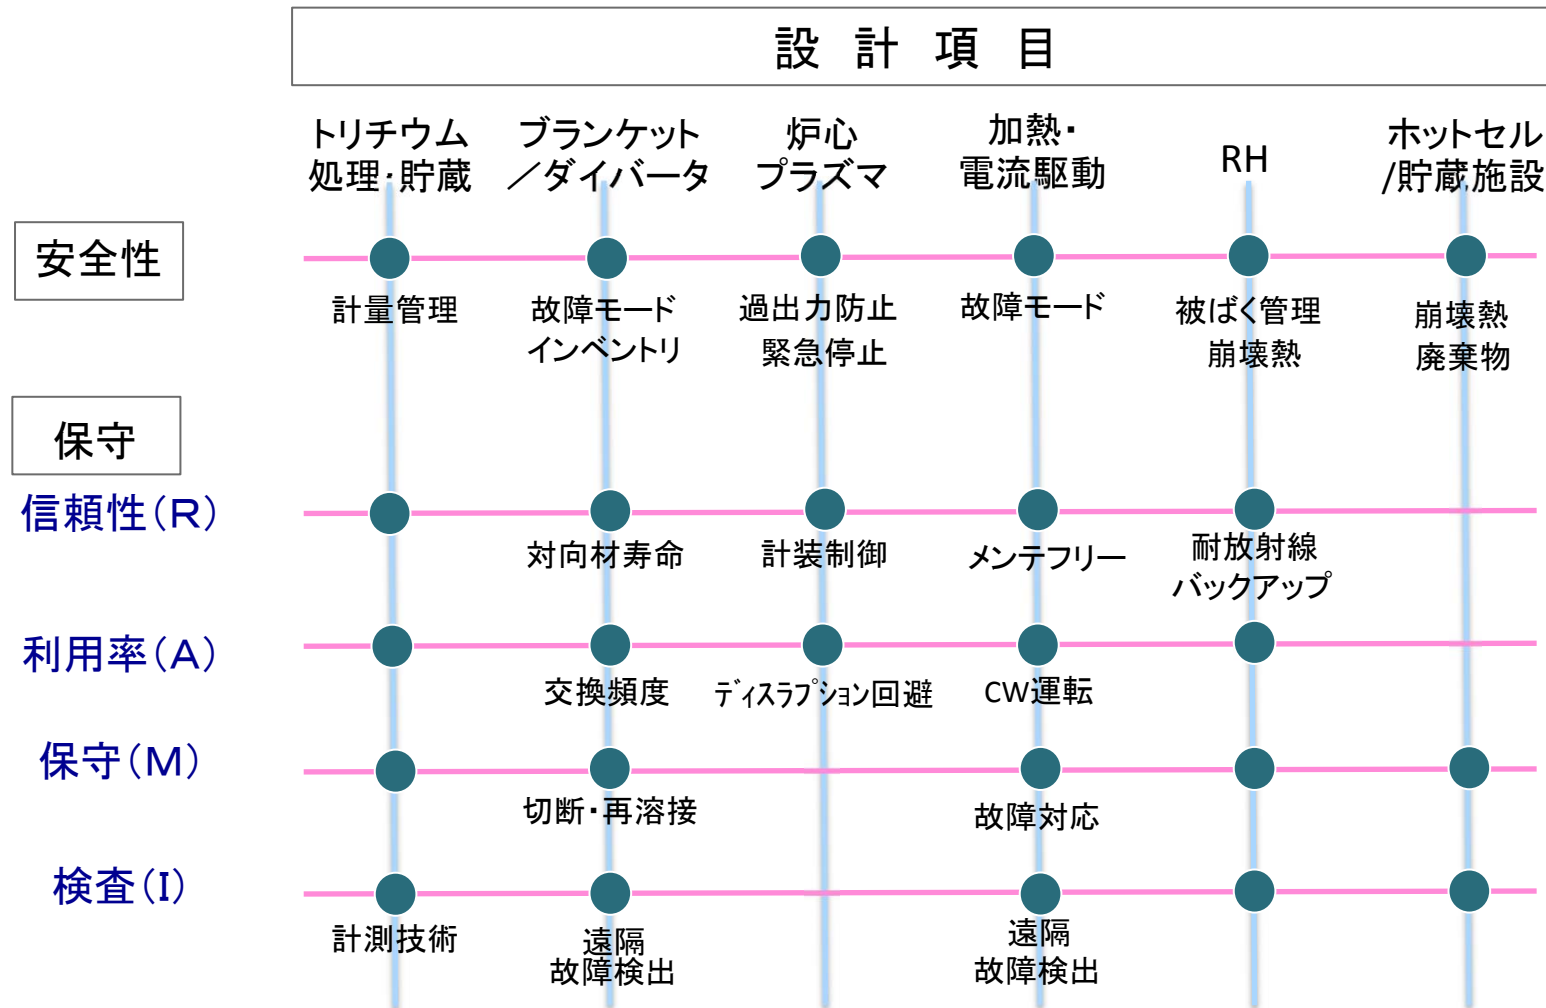 設計項目
トリチウム
処理・貯蔵
ブランケット
／ダイバータ
炉心
プラズマ
加熱・
電流駆動
RH
ホットセル
/貯蔵施設
安全性
計量管理
故障モード
インベントリ
過出力防止
緊急停止
故障モード
被ばく管理
崩壊熱
崩壊熱
廃棄物
保守
信頼性(R)
対向材寿命
計装制御
メンテフリー
耐放射線
バックアップ
利用率(A)
交換頻度
ディスラプション回避
CW運転
保守(M)
切断・再溶接
故障対応
検査(I)
計測技術
遠隔
故障検出
遠隔
故障検出